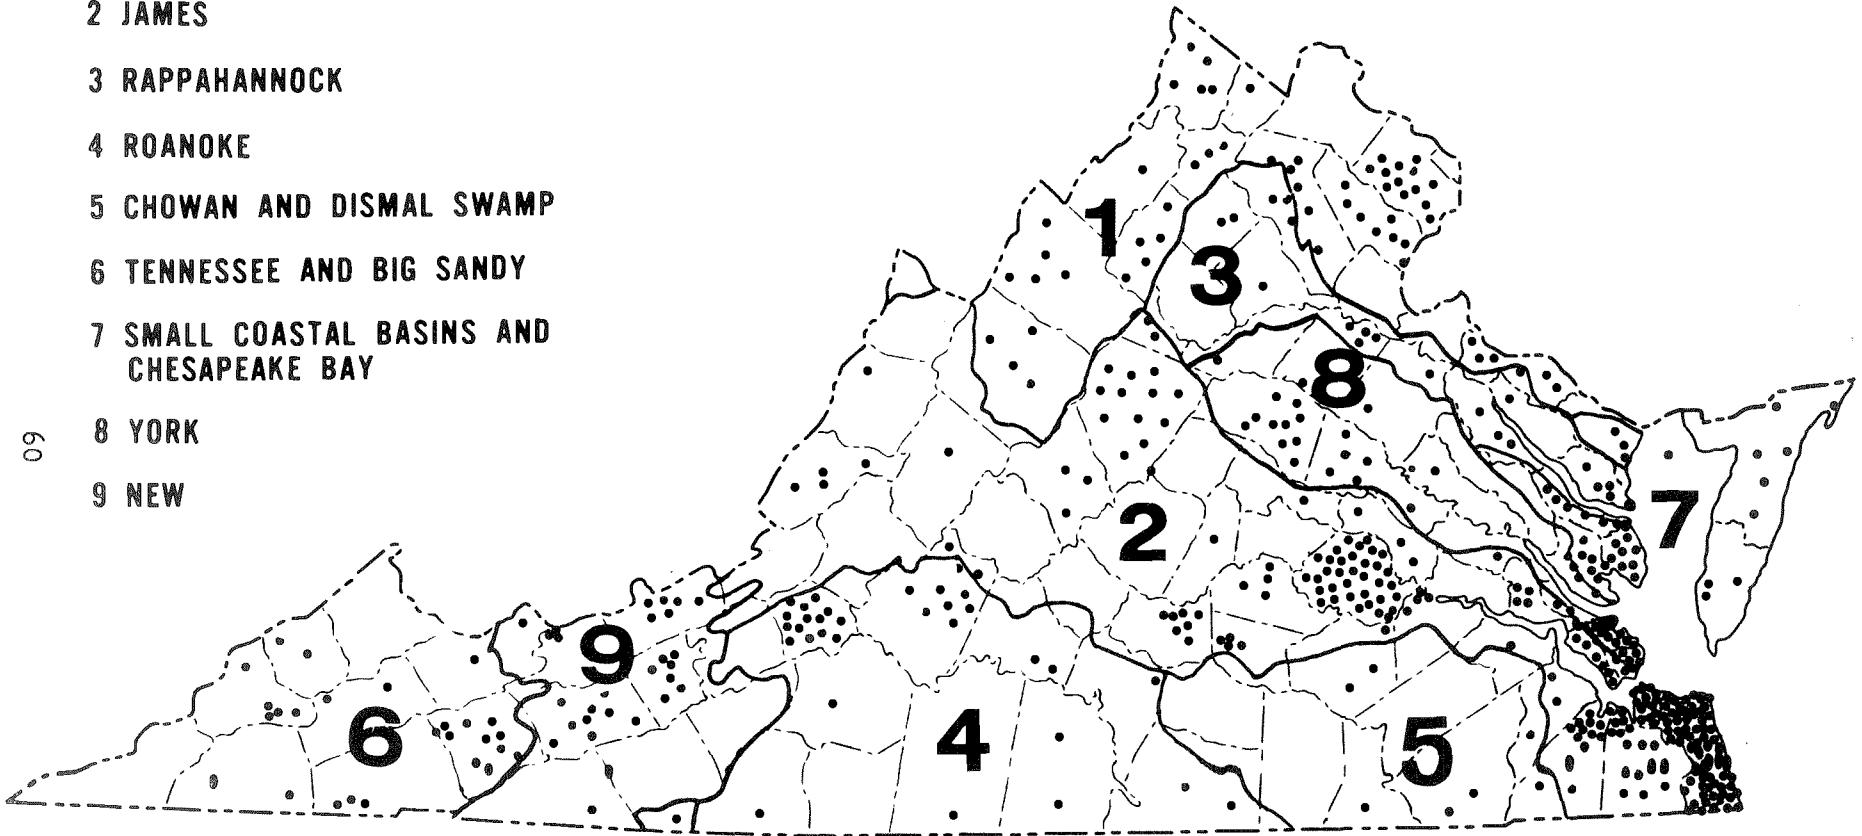 2 JAMES
3 RAPPAHANNOCK
4 ROANOKE
5 CHOWAN AND DISMAL SWAMP
6 TENNESSEE AND BIG SANDY
7 SMALL COASTAL BASINS AND
CHESAPEAKE BAY
8 YORK
9 NEW
60
1
3
8
7
2
9
6
4
5